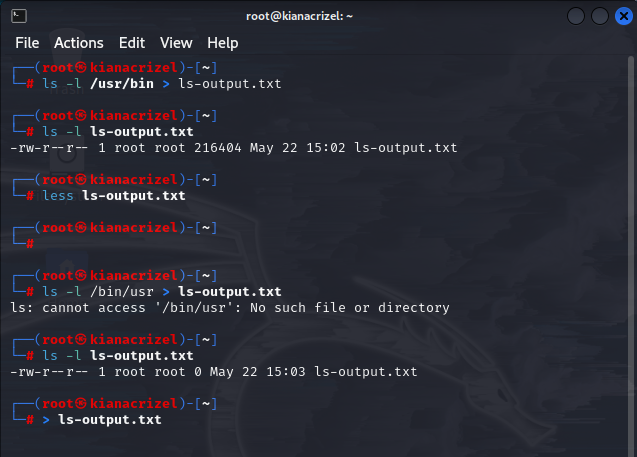 root@kianacrizel: ~
File Actions Edit View Help
┌──(root㉿kianacrizel)-[~]
└─# ls -l /usr/bin > ls-output.txt
┌──(root㉿kianacrizel)-[~]
└─# ls -l ls-output.txt
-rw-r--r-- 1 root root 216404 May 22 15:02 ls-output.txt
┌──(root㉿kianacrizel)-[~]
└─# less ls-output.txt
┌──(root㉿kianacrizel)-[~]
└─#
┌──(root㉿kianacrizel)-[~]
└─# ls -l /bin/usr > ls-output.txt
ls: cannot access '/bin/usr': No such file or directory
┌──(root㉿kianacrizel)-[~]
└─# ls -l ls-output.txt
-rw-r--r-- 1 root root 0 May 22 15:03 ls-output.txt
┌──(root㉿kianacrizel)-[~]
└─# > ls-output.txt